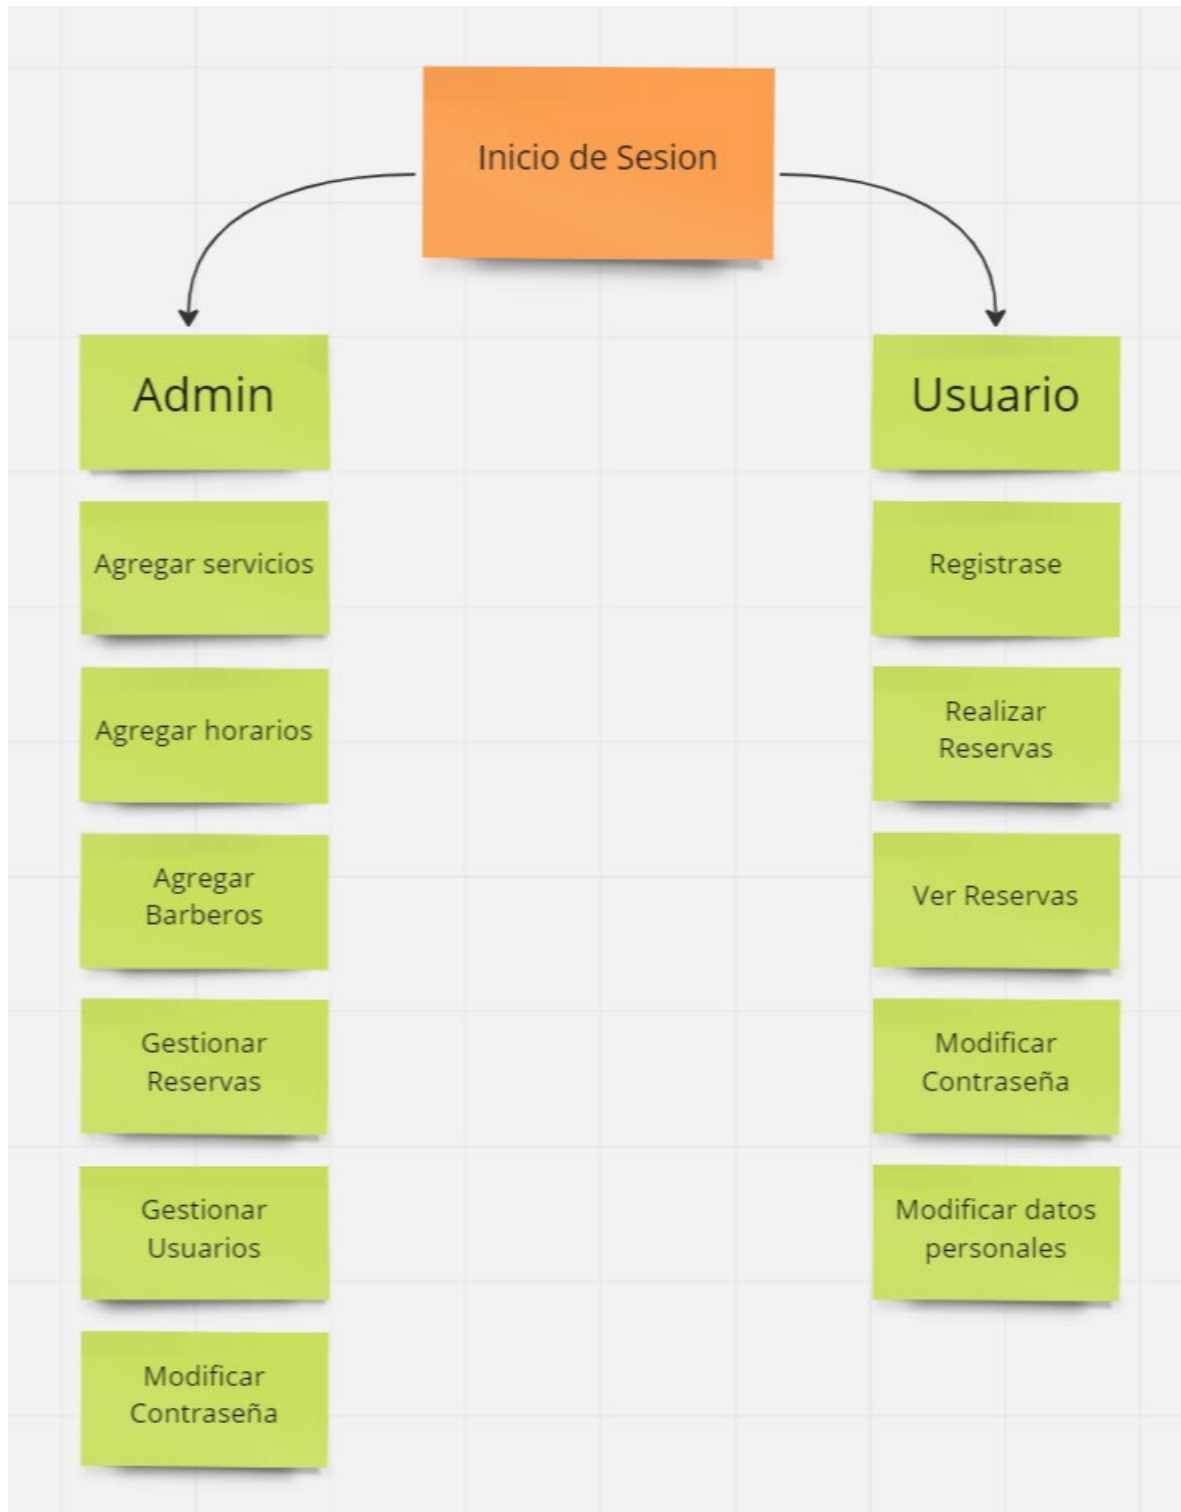 Inicio de Sesion
Admin
Agregar servicios
Agregar horarios
Agregar
Barberos
Gestionar
Reservas
Gestionar
Usuarios
Modificar
Contraseña
Usuario
Registrase
Realizar
Reservas
Ver Reservas
Modificar
Contraseña
Modificar datos
personales